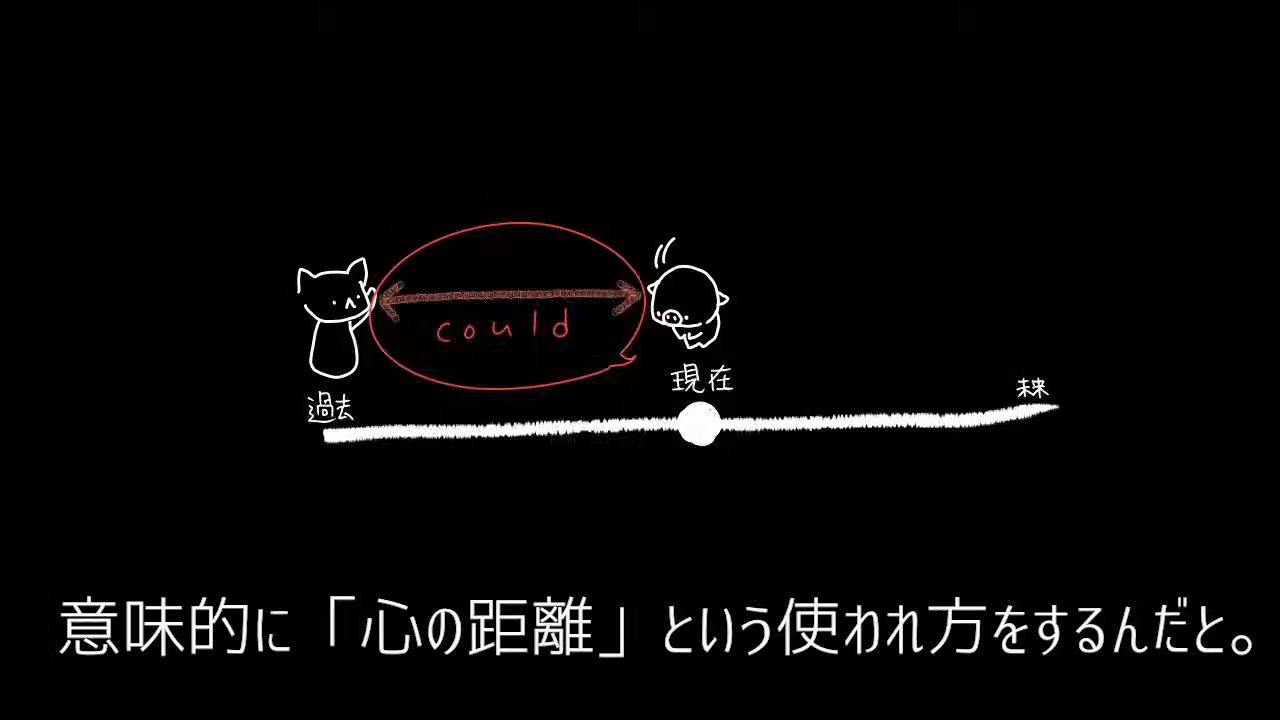 could
現在
未来
過去
意味的に「心の距離」という使われ方をするんだと。